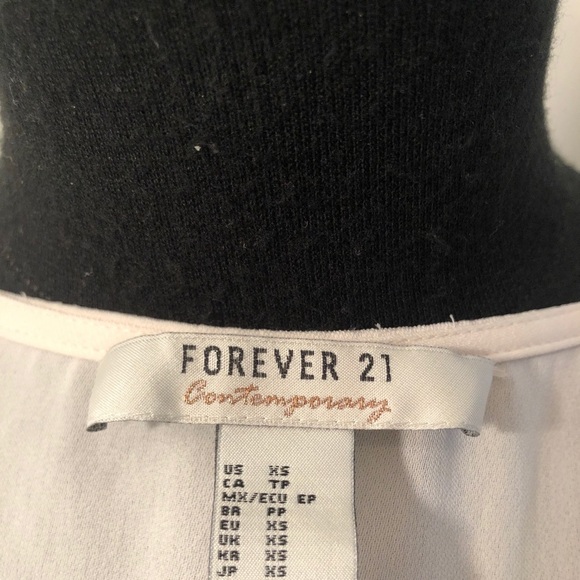 FOREVER 21
Contemporary
US XS
CA TP
MX/ECU EP
BR PP
EU XS
UK XS
KR XS
JP XS